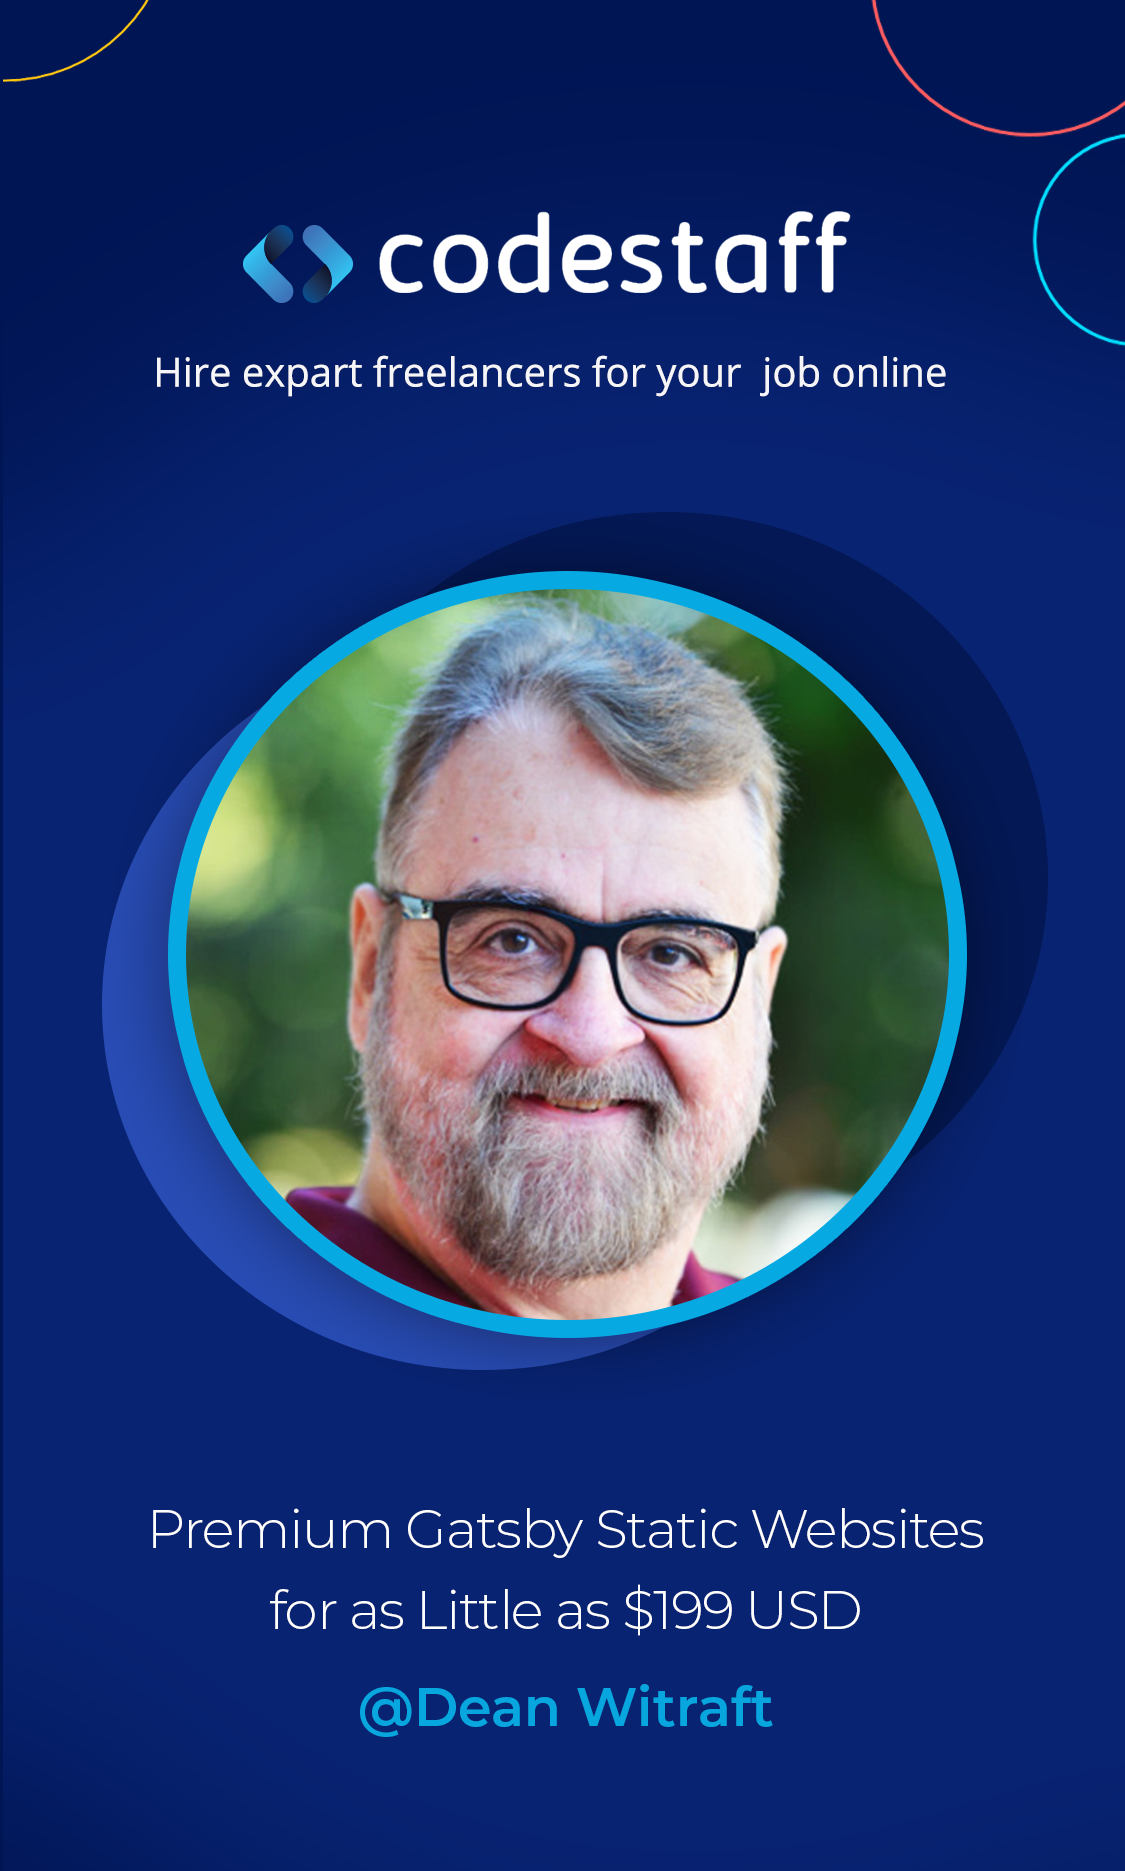 codestaff
Hire expart freelancers for your job online
Premium Gatsby Static Websites
for as Little as $199 USD
@Dean Witraft